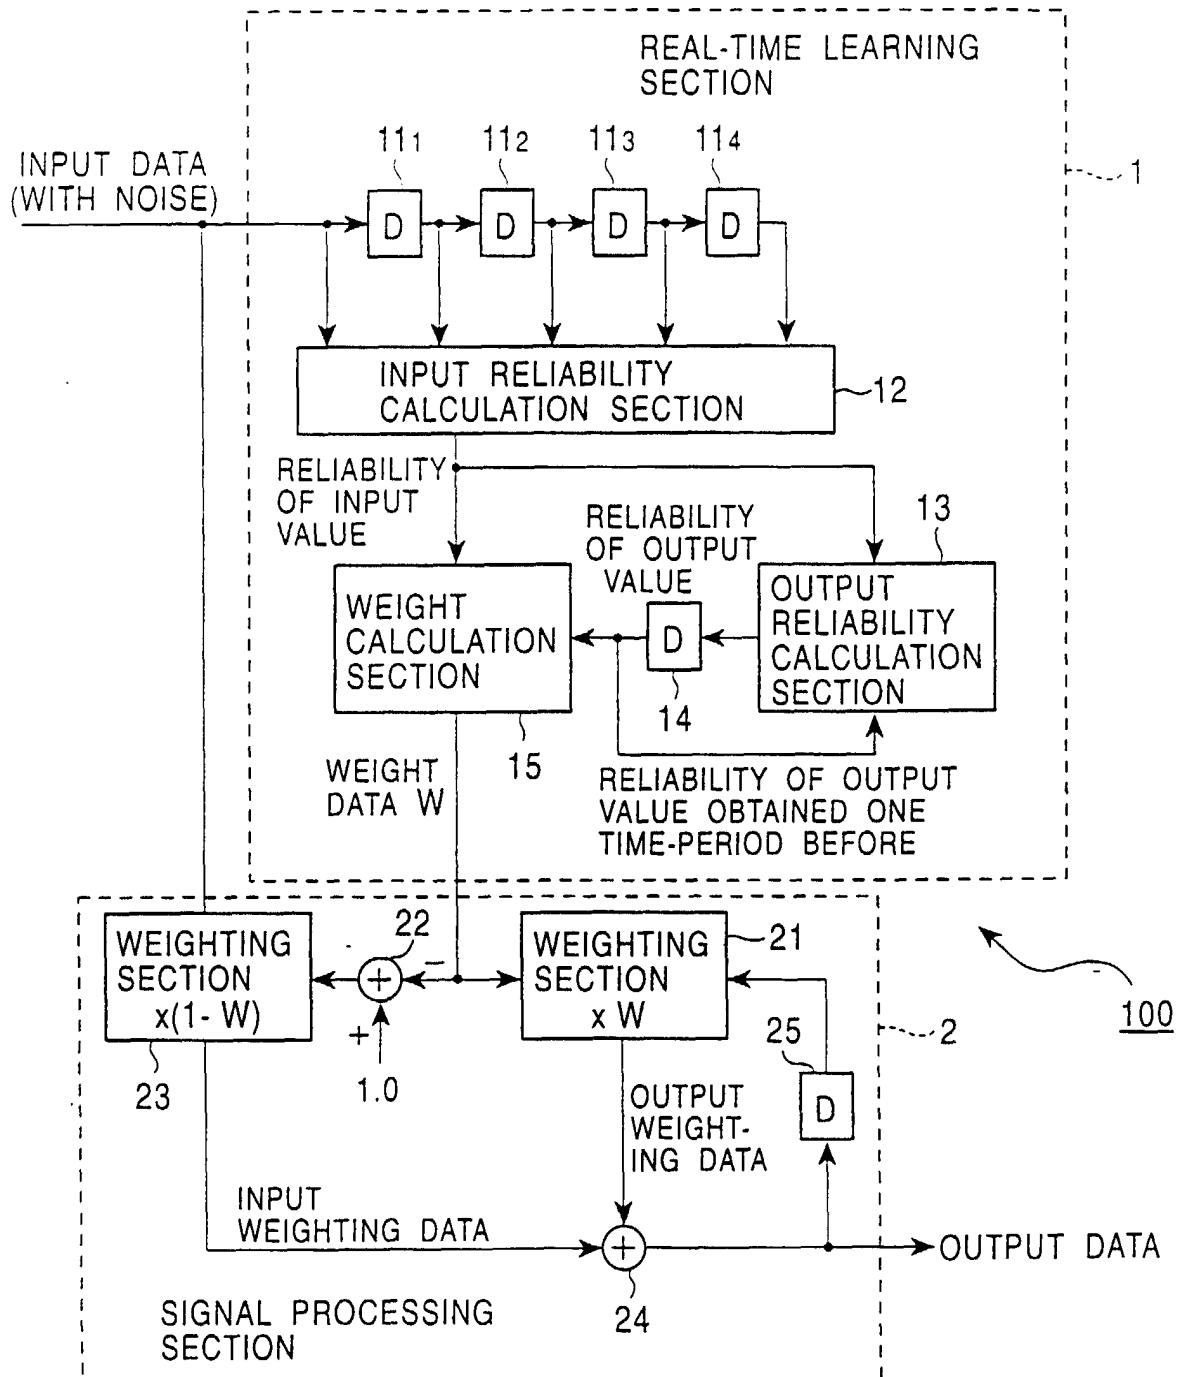 REAL-TIME LEARNING
SECTION
11₁
11₂
11₃
11₄
1
INPUT DATA
(WITH NOISE)
D
D
D
D
INPUT RELIABILITY
CALCULATION SECTION
12
RELIABILITY
OF INPUT
VALUE
RELIABILITY
OF OUTPUT
VALUE
13
WEIGHT
CALCULATION
SECTION
D
OUTPUT
RELIABILITY
CALCULATION
SECTION
14
15
WEIGHT
DATA W
RELIABILITY OF OUTPUT
VALUE OBTAINED ONE
TIME-PERIOD BEFORE
WEIGHTING
SECTION
x(1- W)
22
+
−
+
1.0
WEIGHTING
SECTION
x W
21
2
100
23
25
D
OUTPUT
WEIGHT-
ING DATA
INPUT
WEIGHTING DATA
+
24
OUTPUT DATA
SIGNAL PROCESSING
SECTION